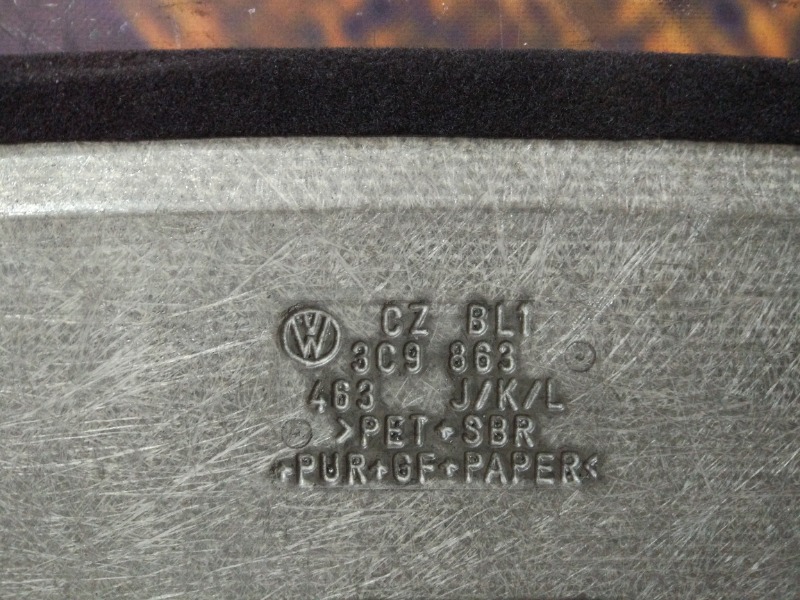 CZ BL1
3C9 863
463 J/K/L
>PET+SBR
+PUR+GF+PAPER<